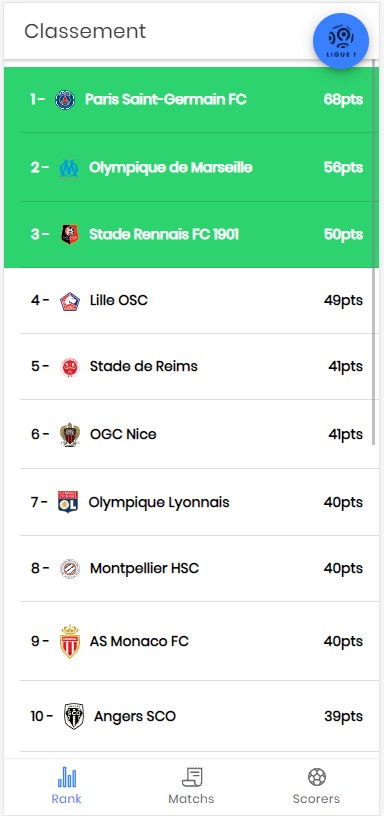 Classement
LIGUE 1
1 - Paris Saint-Germain FC 68pts
2 - Olympique de Marseille 56pts
3 - Stade Rennais FC 1901 50pts
4 - Lille OSC 49pts
5 - Stade de Reims 41pts
6 - OGC Nice 41pts
7 - Olympique Lyonnais 40pts
8 - Montpellier HSC 40pts
9 - AS Monaco FC 40pts
10 - Angers SCO 39pts
Rank Matchs Scorers